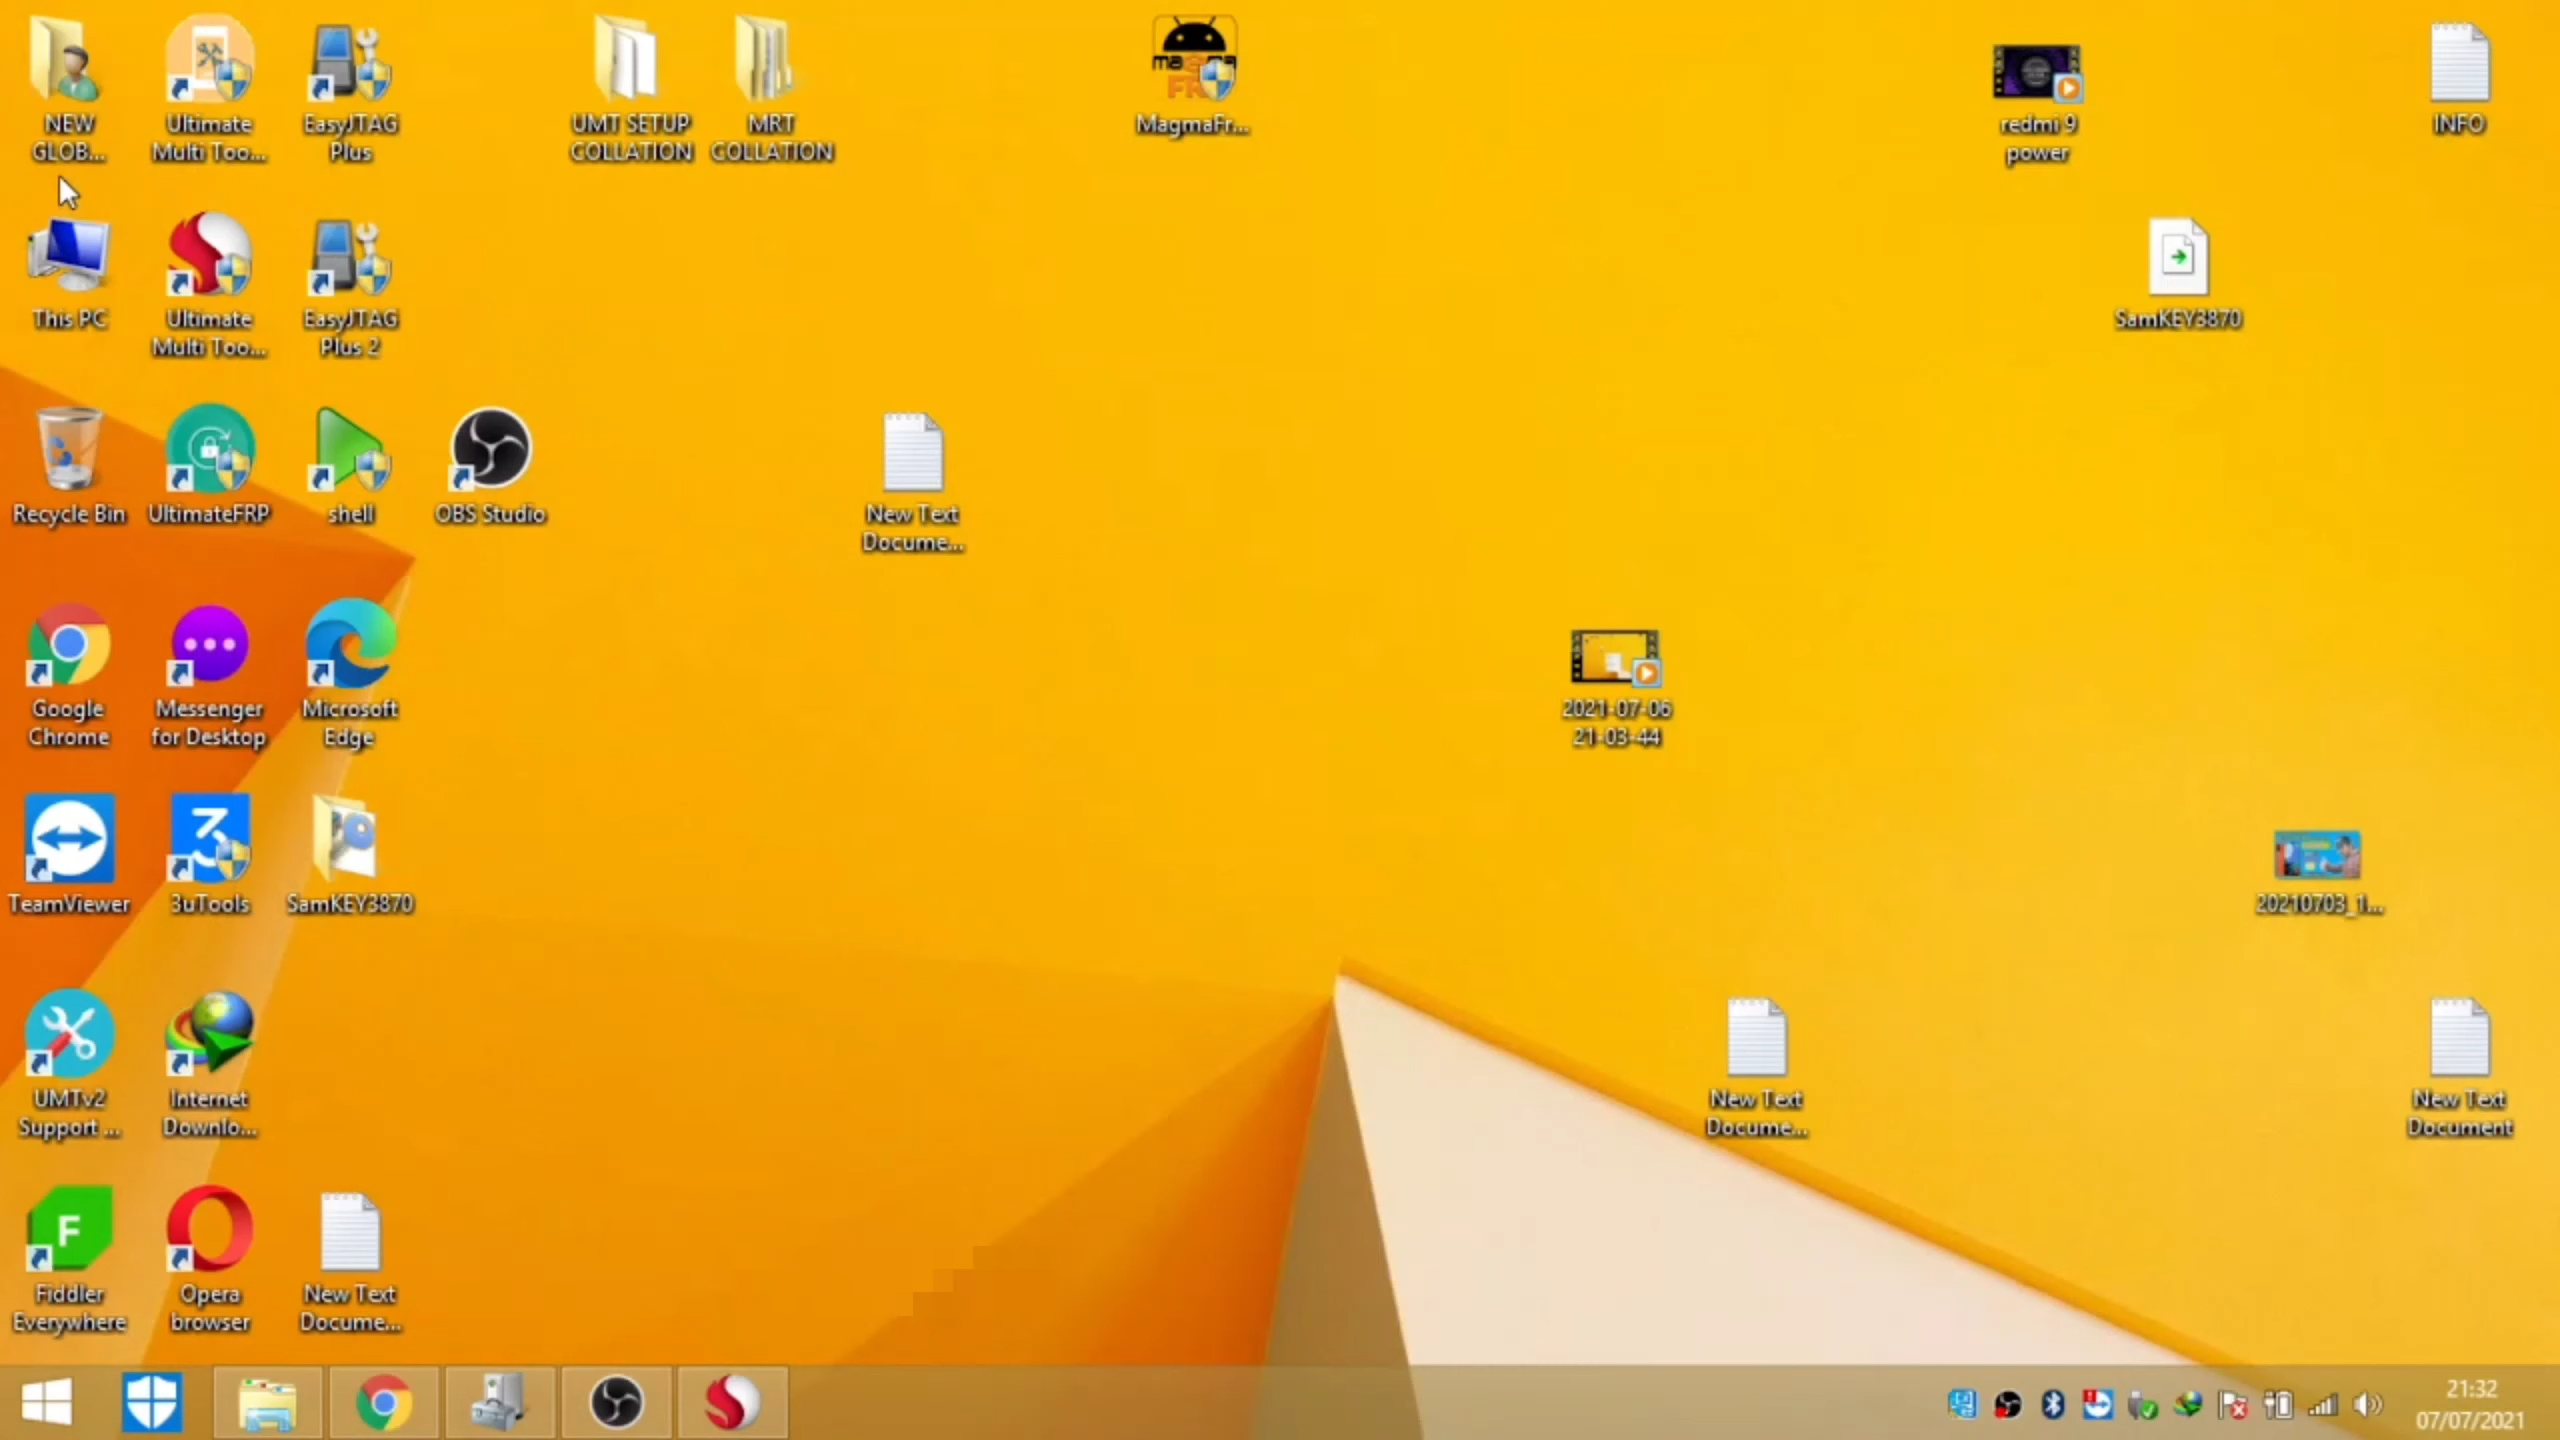 NEW
GLOB...
Ultimate
Multi Too...
EasyJTAG
Plus
UMT SETUP
COLLATION
MRT
COLLATION
MagmaFr...
redmi 9
power
INFO
This PC
Ultimate
Multi Too...
EasyJTAG
Plus 2
SamKEY3870
Recycle Bin
UltimateFRP
shell
OBS Studio
New Text
Docume...
Google
Chrome
Messenger
for Desktop
Microsoft
Edge
2021-07-06
21-03-44
TeamViewer
3uTools
SamKEY3870
20210703_1...
UMTv2
Support ...
Internet
Downlo...
New Text
Docume...
New Text
Document
Fiddler
Everywhere
Opera
browser
New Text
Docume...
21:32
07/07/2021